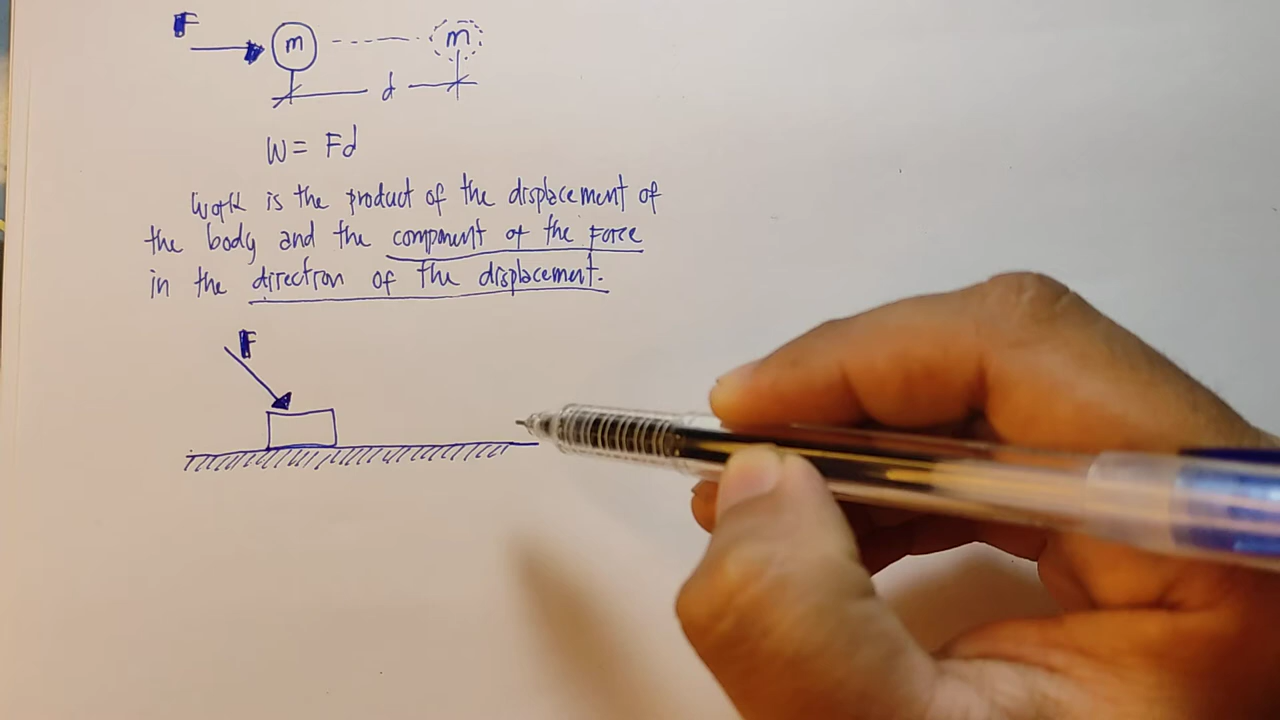 F
m m
d
W = Fd
Work is the product of the displacement of
the body and the component of the Force
in the direction of the displacement.
F